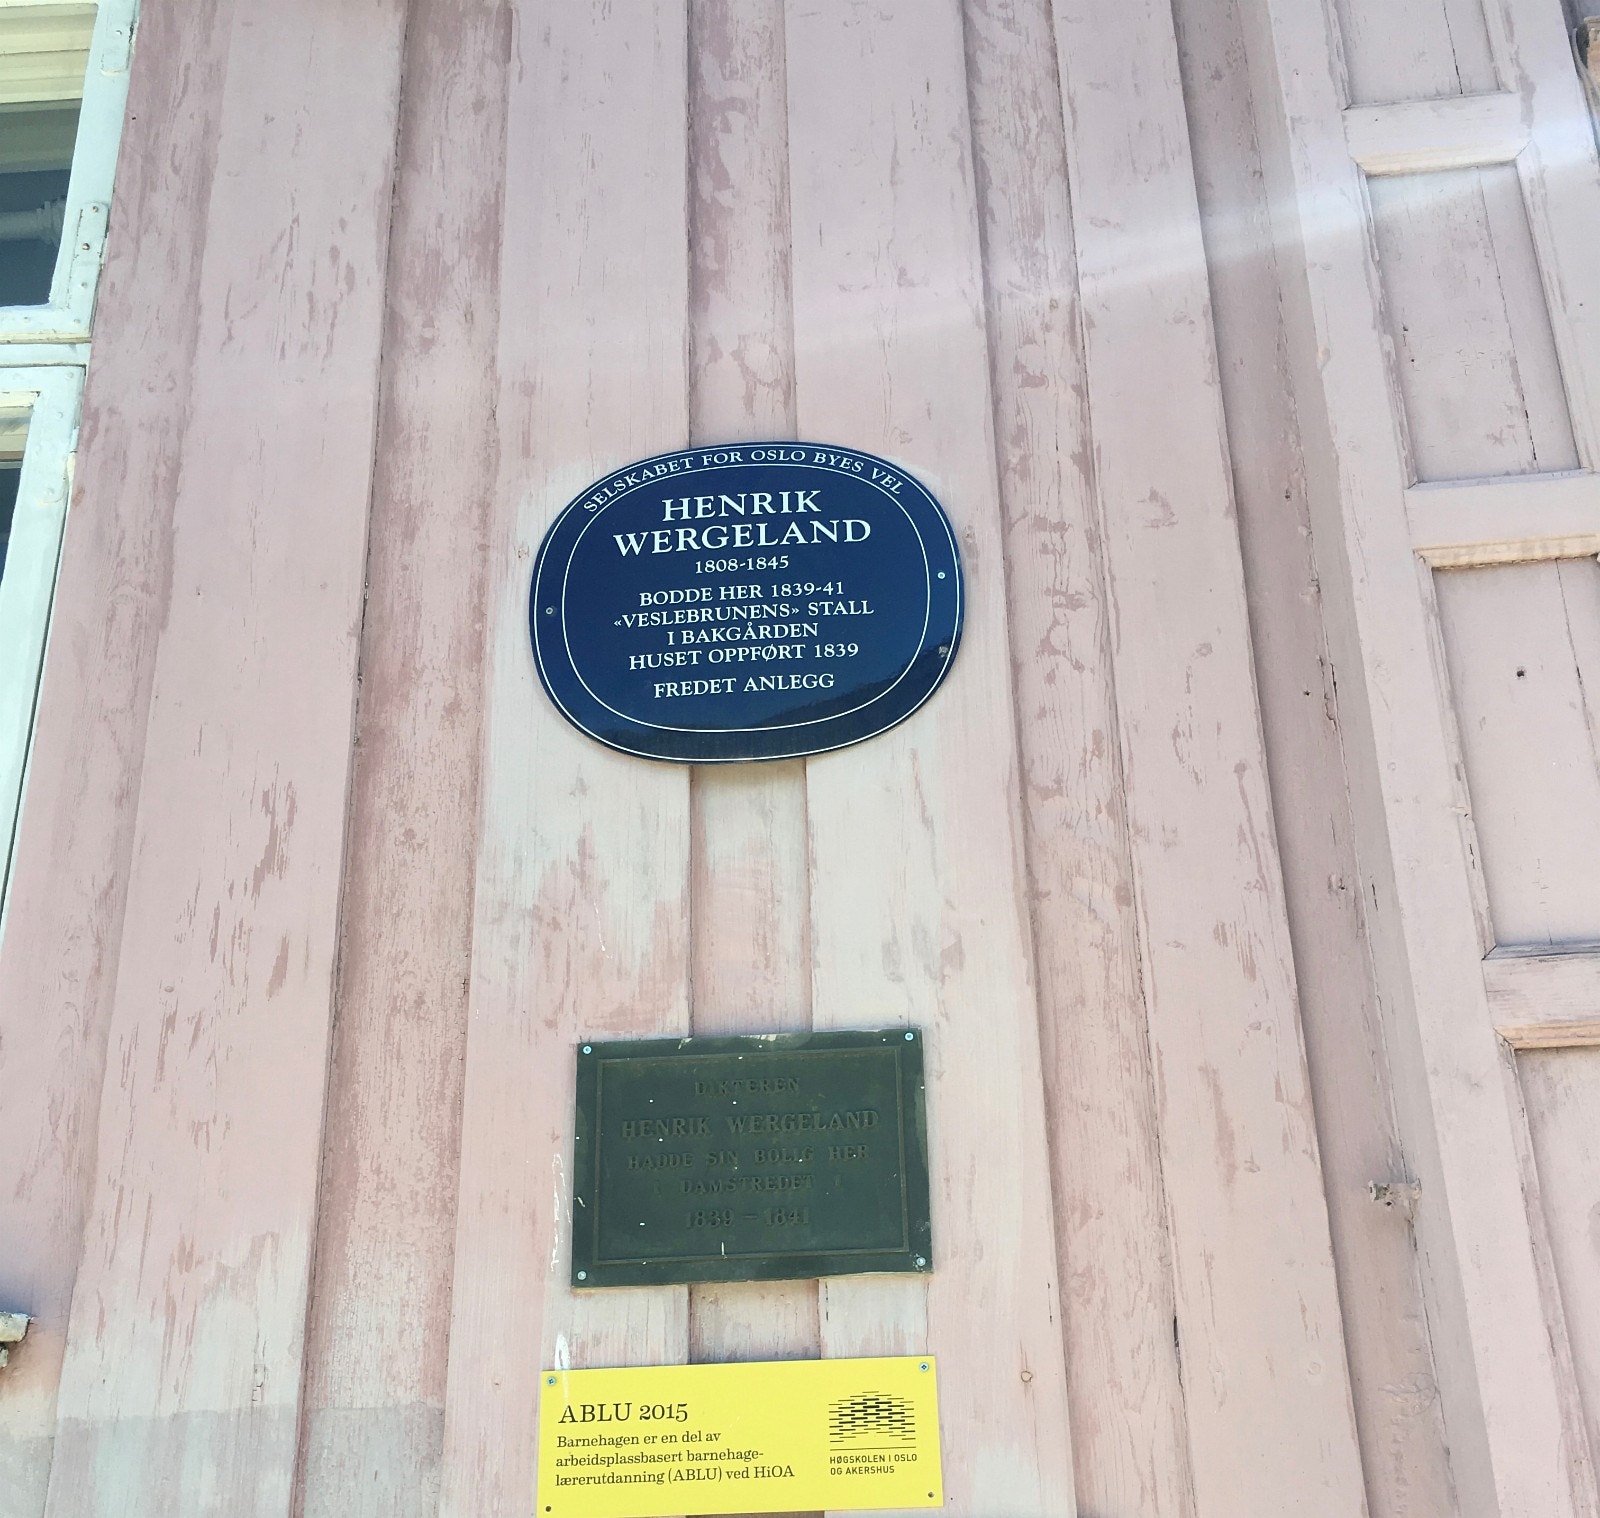 SELSKABET FOR OSLO BYES VEL
HENRIK
WERGELAND
1808-1845
BODDE HER 1839-41
«VESLEBRUNENS» STALL
I BAKGÅRDEN
HUSET OPPFØRT 1839
FREDET ANLEGG
DIKTEREN
HENRIK WERGELAND
HADDE SIN BOLIG HER
I DAMSTREDET
1839 – 1841
ABLU 2015
Barnehagen er en del av
arbeidsplassbasert barnehage-
lærerutdanning (ABLU) ved HiOA
HØGSKOLEN I OSLO
OG AKERSHUS